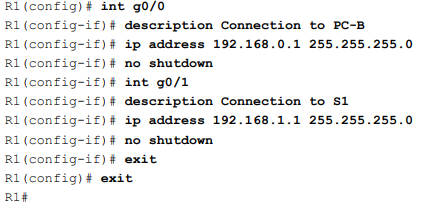 R1(config)# int g0/0
R1(config-if)# description Connection to PC-B
R1(config-if)# ip address 192.168.0.1 255.255.255.0
R1(config-if)# no shutdown
R1(config-if)# int g0/1
R1(config-if)# description Connection to S1
R1(config-if)# ip address 192.168.1.1 255.255.255.0
R1(config-if)# no shutdown
R1(config-if)# exit
R1(config)# exit
R1#